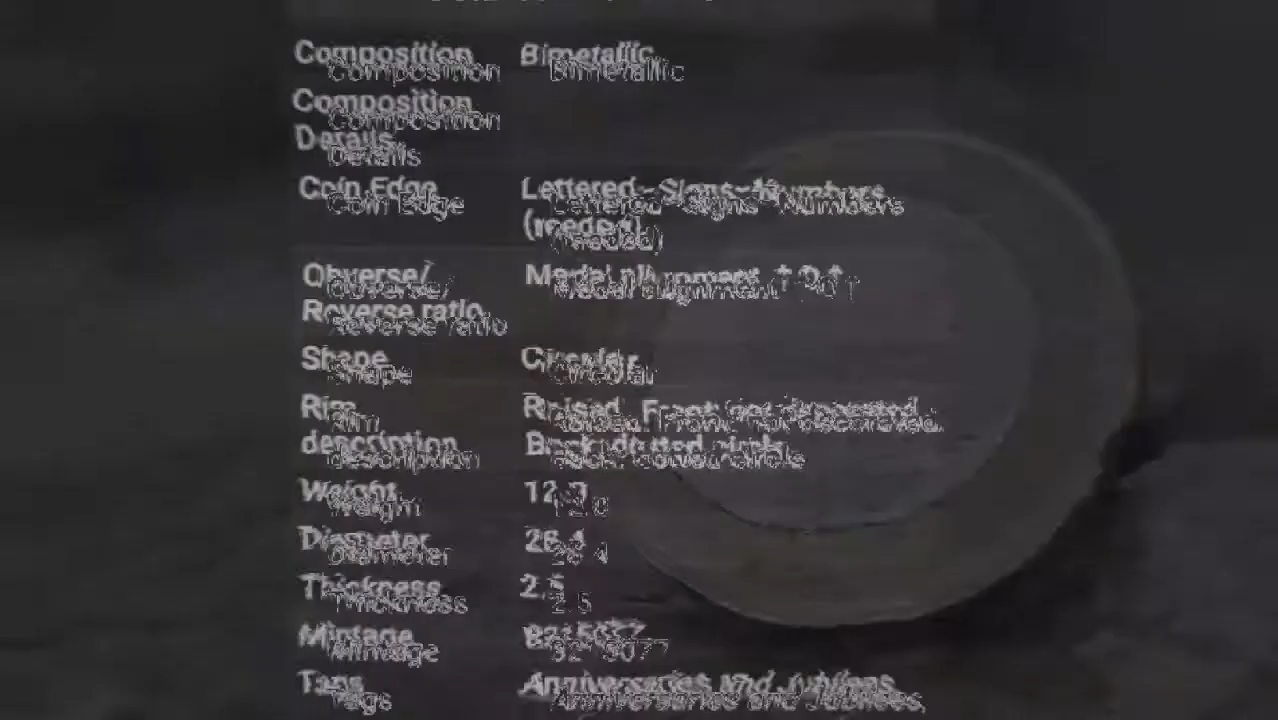 Composition Bimetallic
Composition
Details
Coin Edge Lettered - Signs - Numbers
(reeded)
Obverse/ Medal alignment ↑
Reverse ratio
Shape Circular
Rim Raised. Front: not decorated.
description Back: dotted circle
Weight 12.0
Diameter 28.4
Thickness 2.5
Mintage
Tags Anniversaries and Jubilees,